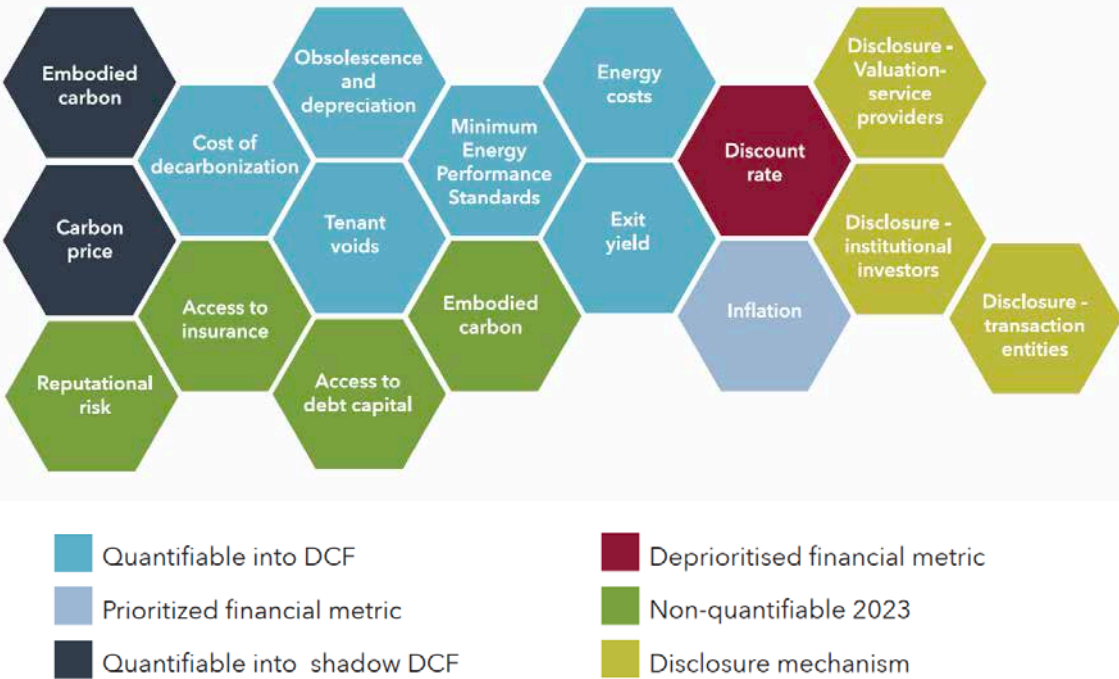 Embodied
carbon
Obsolescence
and
depreciation
Energy
costs
Disclosure -
Valuation-
service
providers
Cost of
decarbonization
Minimum
Energy
Performance
Standards
Discount
rate
Carbon
price
Tenant
voids
Exit
yield
Disclosure -
institutional
investors
Access to
insurance
Embodied
carbon
Inflation
Disclosure -
transaction
entities
Reputational
risk
Access to
debt capital
Quantifiable into DCF
Prioritized financial metric
Quantifiable into shadow DCF
Deprioritised financial metric
Non-quantifiable 2023
Disclosure mechanism